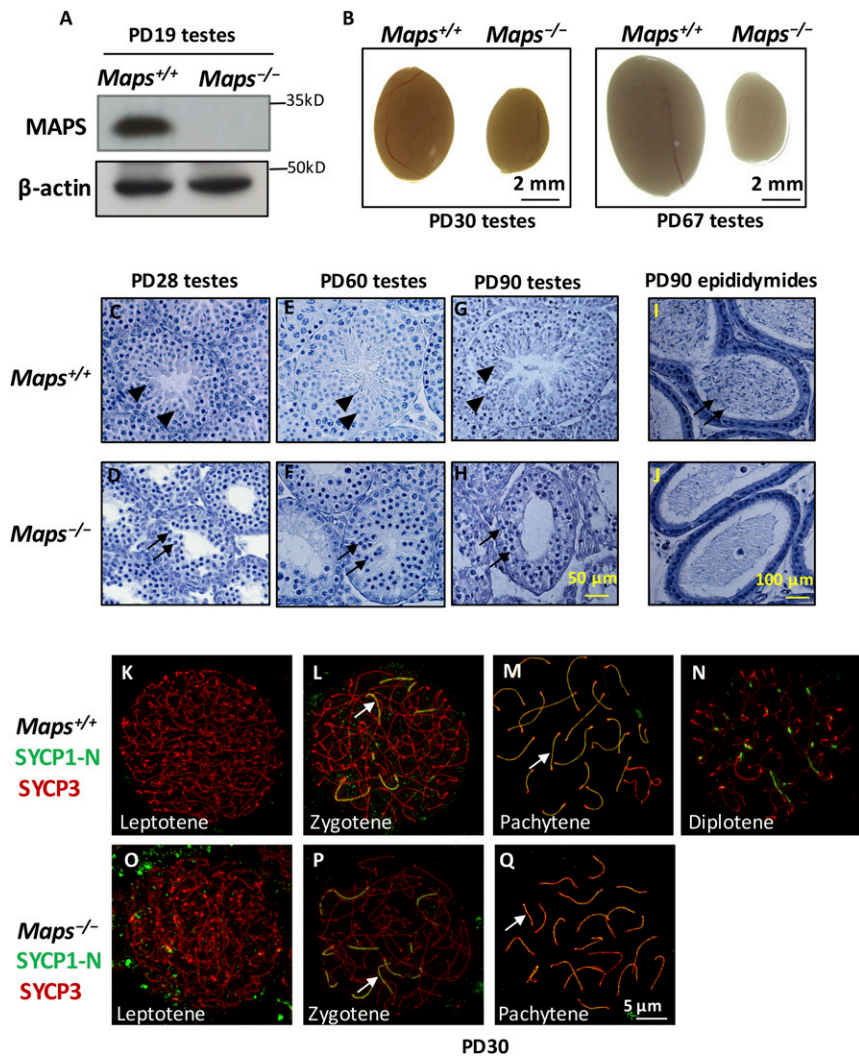 A
PD19 testes
Maps+/+ Maps−/−
MAPS
35kD
β-actin
50kD
B
Maps+/+ Maps−/− Maps+/+ Maps−/−
2 mm 2 mm
PD30 testes PD67 testes
PD28 testes PD60 testes PD90 testes PD90 epididymides
Maps+/+
C E G I
Maps−/−
D F H J
50 μm 100 μm
K L M N
Maps+/+
SYCP1-N
SYCP3
Leptotene Zygotene Pachytene Diplotene
O P Q
Maps−/−
SYCP1-N
SYCP3
Leptotene Zygotene Pachytene
5 μm
PD30